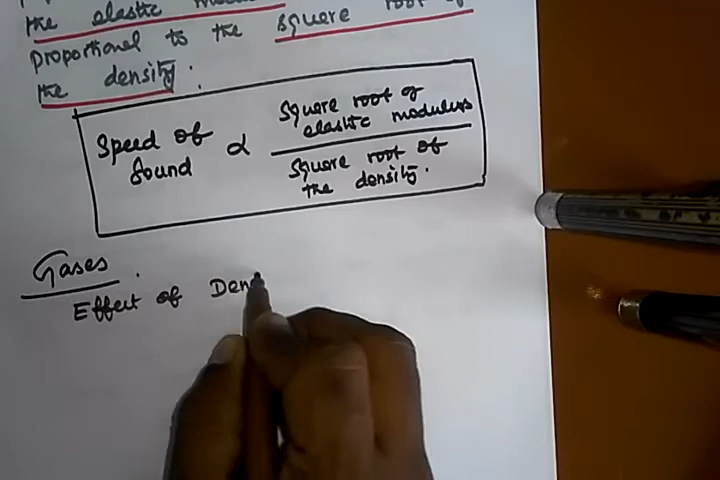 the elastic
proportional to the square root of
the density.
Speed of sound ∝ Square root of elastic modulus
Square root of the density.
Gases
Effect of Den